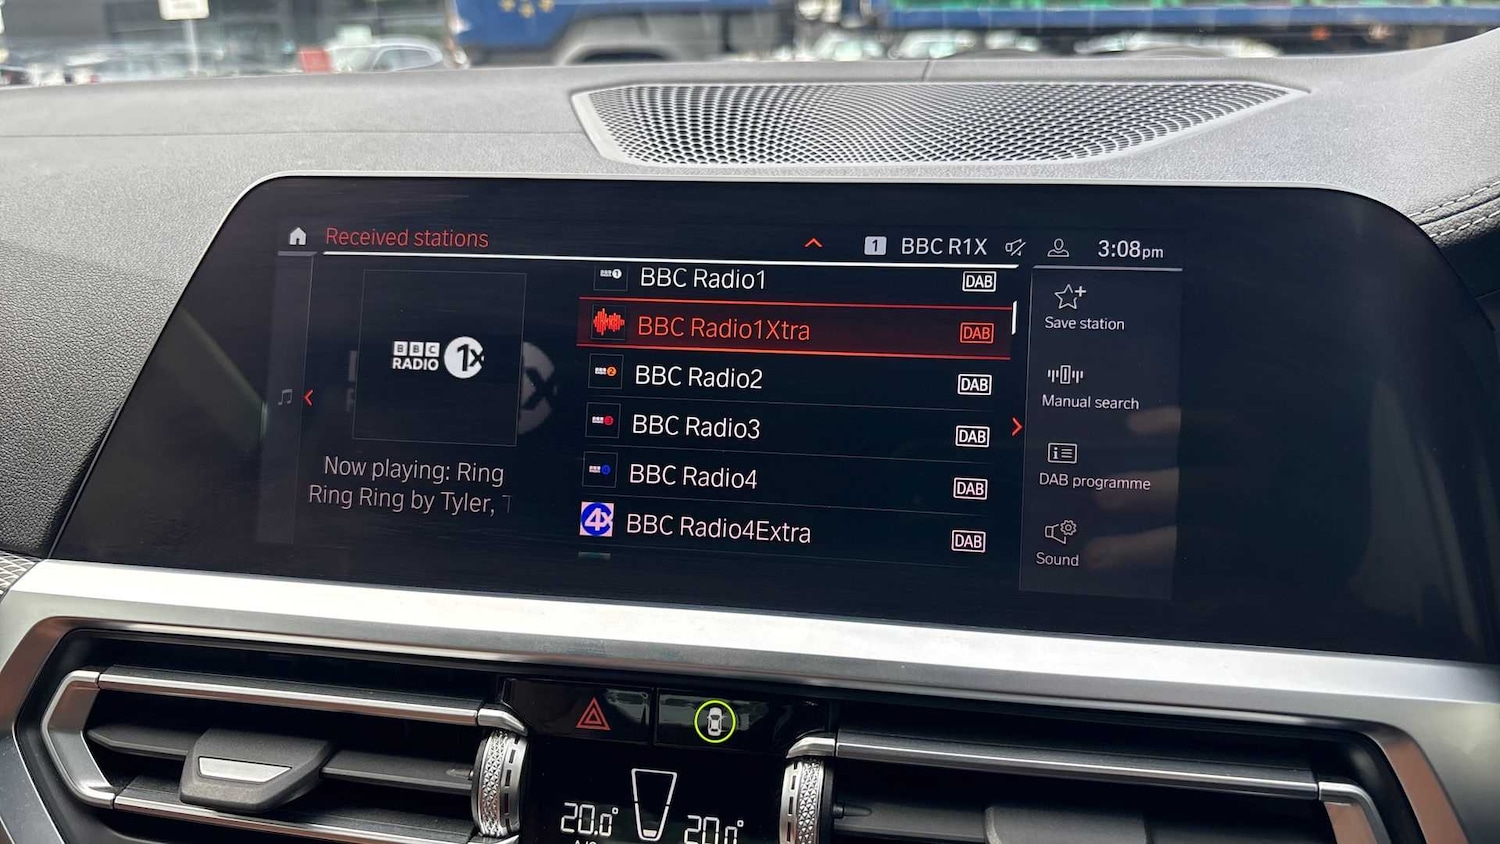 Received stations
1 BBC R1X
3:08pm
BBC RADIO 1X
Now playing: Ring
Ring Ring by Tyler, T
BBC Radio1 DAB
BBC Radio1Xtra DAB
BBC Radio2 DAB
BBC Radio3 DAB
BBC Radio4 DAB
4X BBC Radio4Extra DAB
Save station
Manual search
DAB programme
Sound
20.0° 20.0°